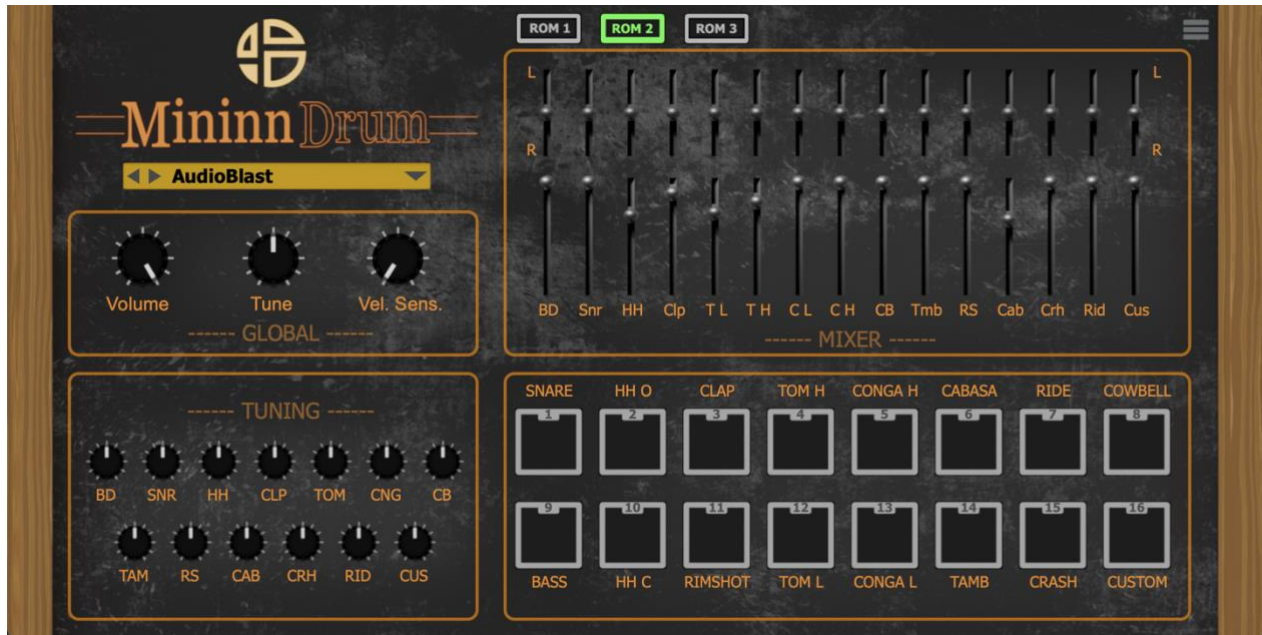 ROM 1 ROM 2 ROM 3
Mininn Drum
AudioBlast
L L
R R
BD Snr HH Clp T L T H C L C H CB Tmb RS Cab Crh Rid Cus
------ MIXER ------
Volume Tune Vel. Sens.
------ GLOBAL ------
------ TUNING ------
BD SNR HH CLP TOM CNG CB
TAM RS CAB CRH RID CUS
SNARE HH O CLAP TOM H CONGA H CABASA RIDE COWBELL
1 2 3 4 5 6 7 8
9 10 11 12 13 14 15 16
BASS HH C RIMSHOT TOM L CONGA L TAMB CRASH CUSTOM